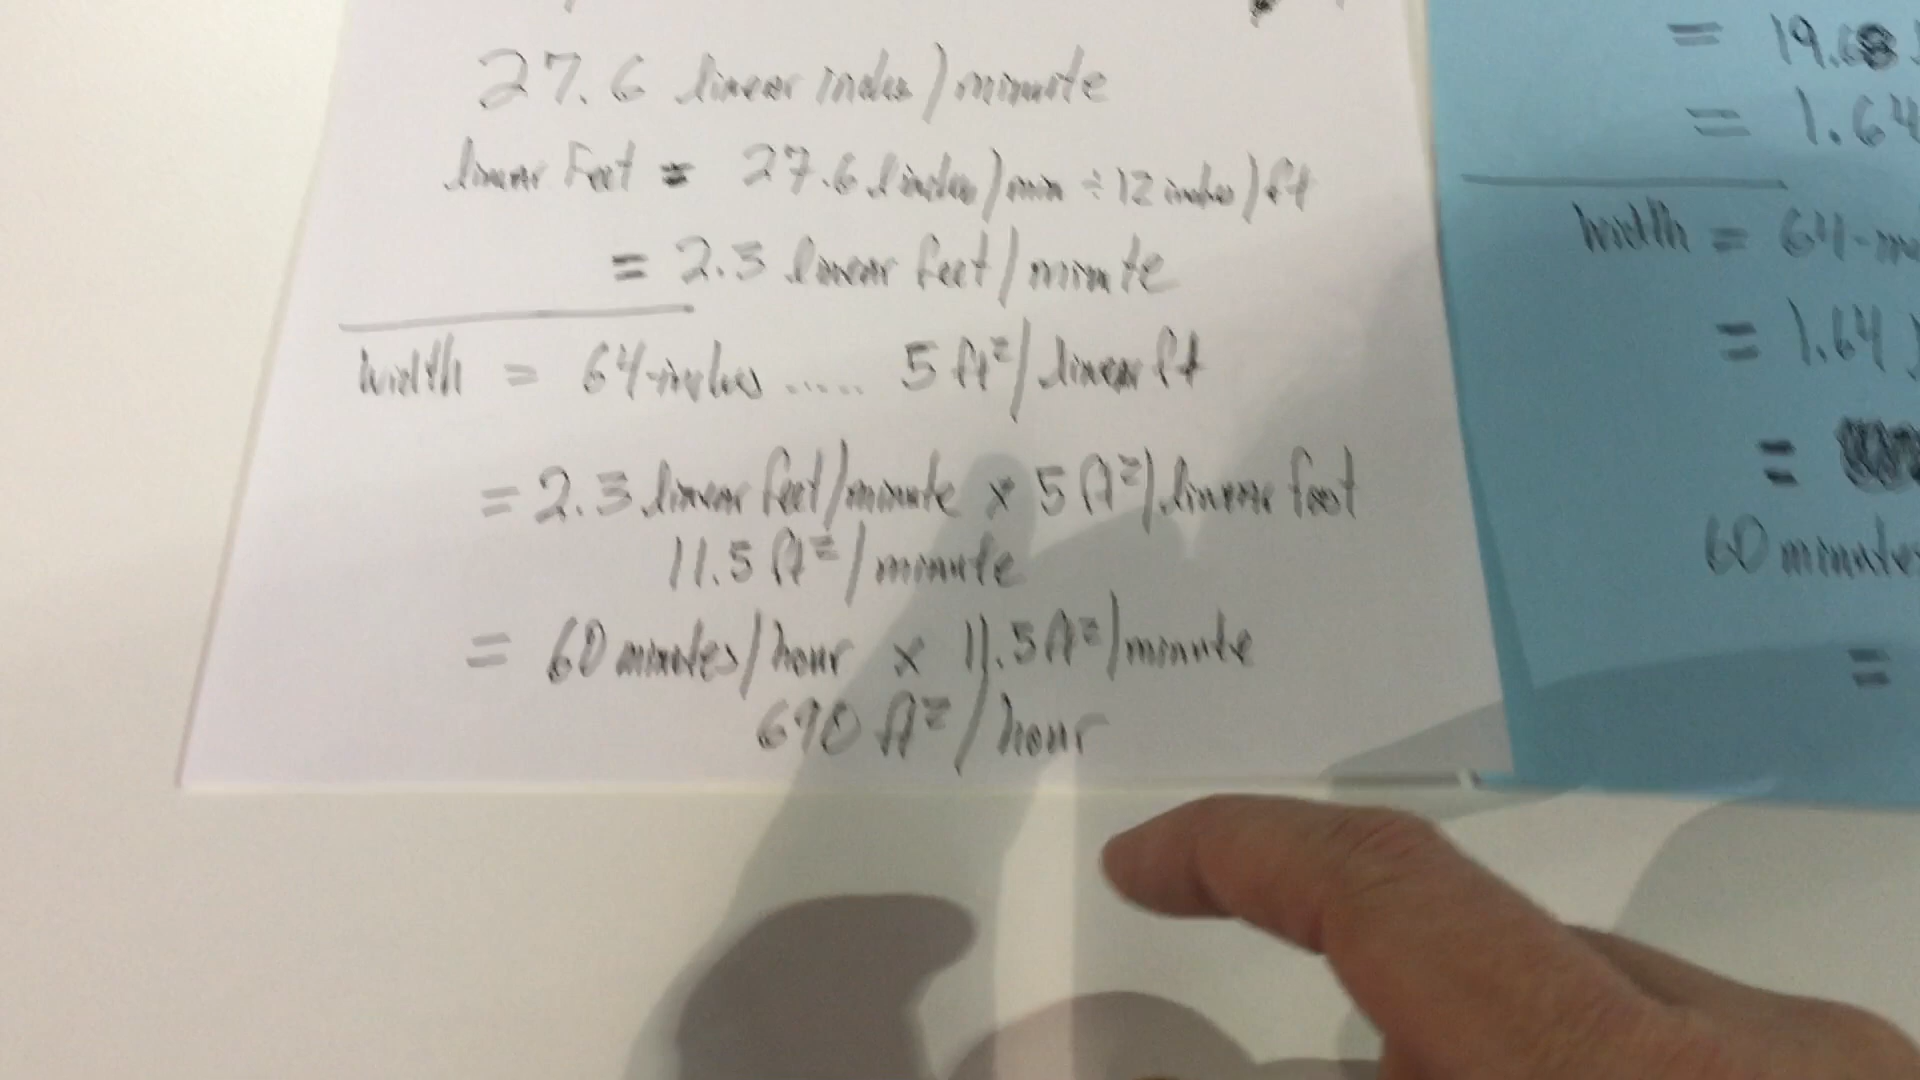 27.6 linear inches/minute
linear Feet = 27.6 l inches/min ÷ 12 inches/ft
= 2.3 linear feet/minute
width = 64-inches ..... 5 ft²/linear ft
= 2.3 linear feet/minute x 5 ft²/linear foot
11.5 ft²/minute
= 60 minutes/hour x 11.5 ft²/minute
690 ft²/hour
= 19.68
= 1.64
width = 64-
= 1.64
=
60 minutes
=